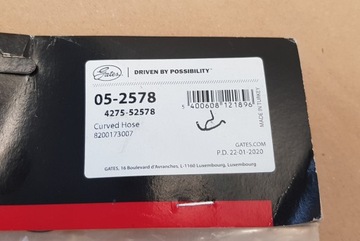 Gates
DRIVEN BY POSSIBILITY™
05-2578
4275-52578
Curved Hose
8200173007
5 400608 121896
MADE IN TURKEY
GATES.COM
P.D. 22-01-2020
GATES, 16 Boulevard d'Avranches, L-1160 Luxembourg, Luxembourg